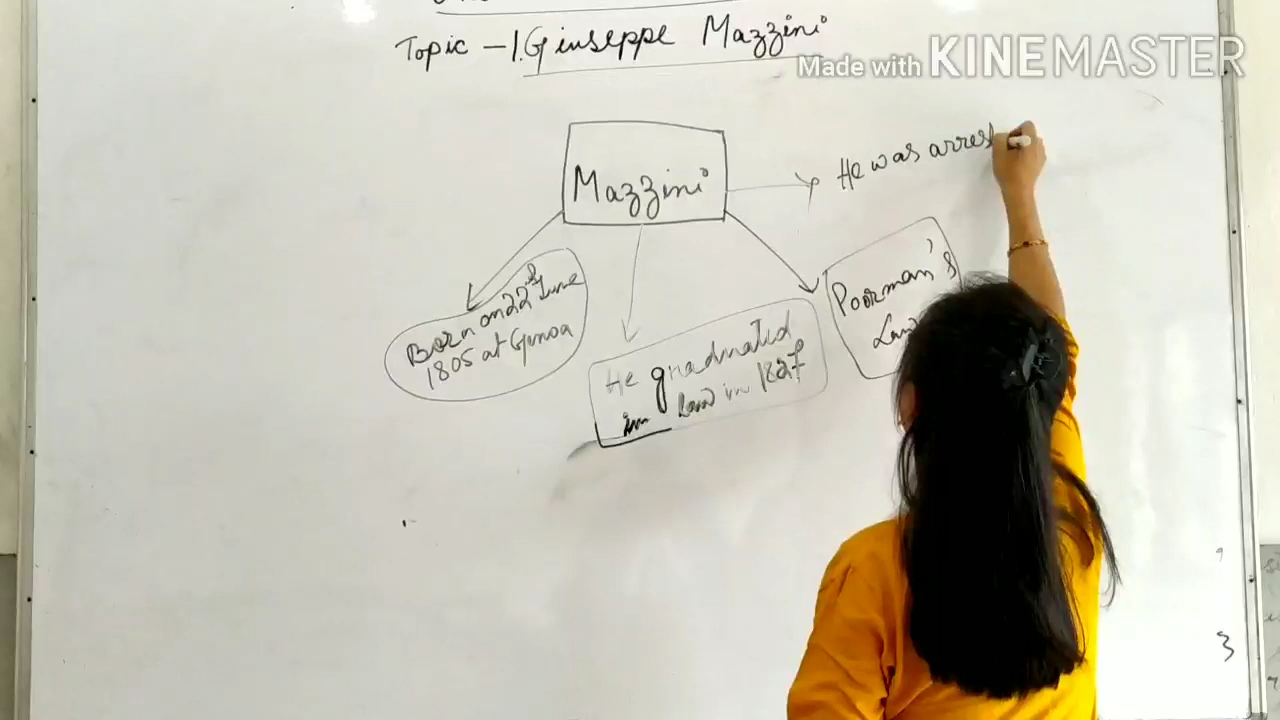 Topic - 1. Giuseppe Mazzini
Made with KINEMASTER
Mazzini
He was arrest
Born on 22nd June
1805 at Genoa
He graduated
in law in 1827
Poorman's